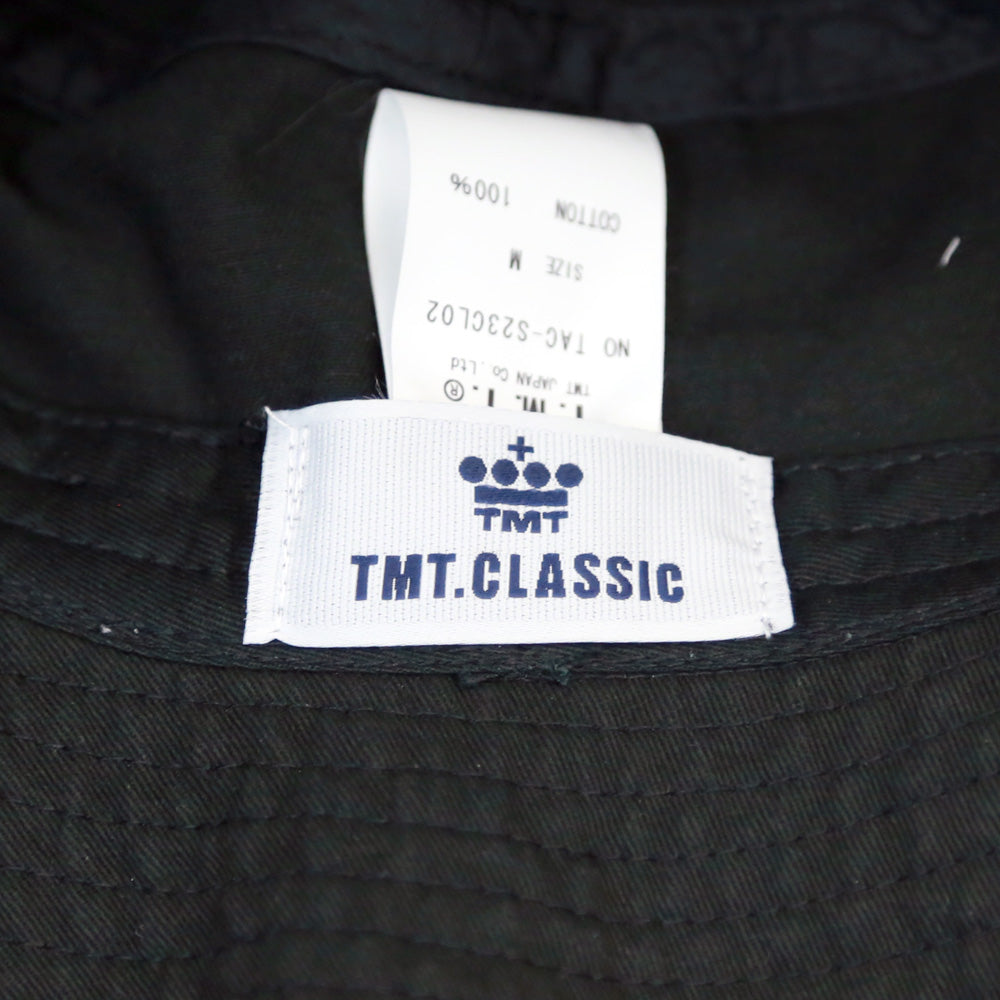 TMT
TMT.CLASSIC
T.M.T.®
TMT JAPAN Co.Ltd
NO TAC-S23CL02
SIZE M
COTTON 100%